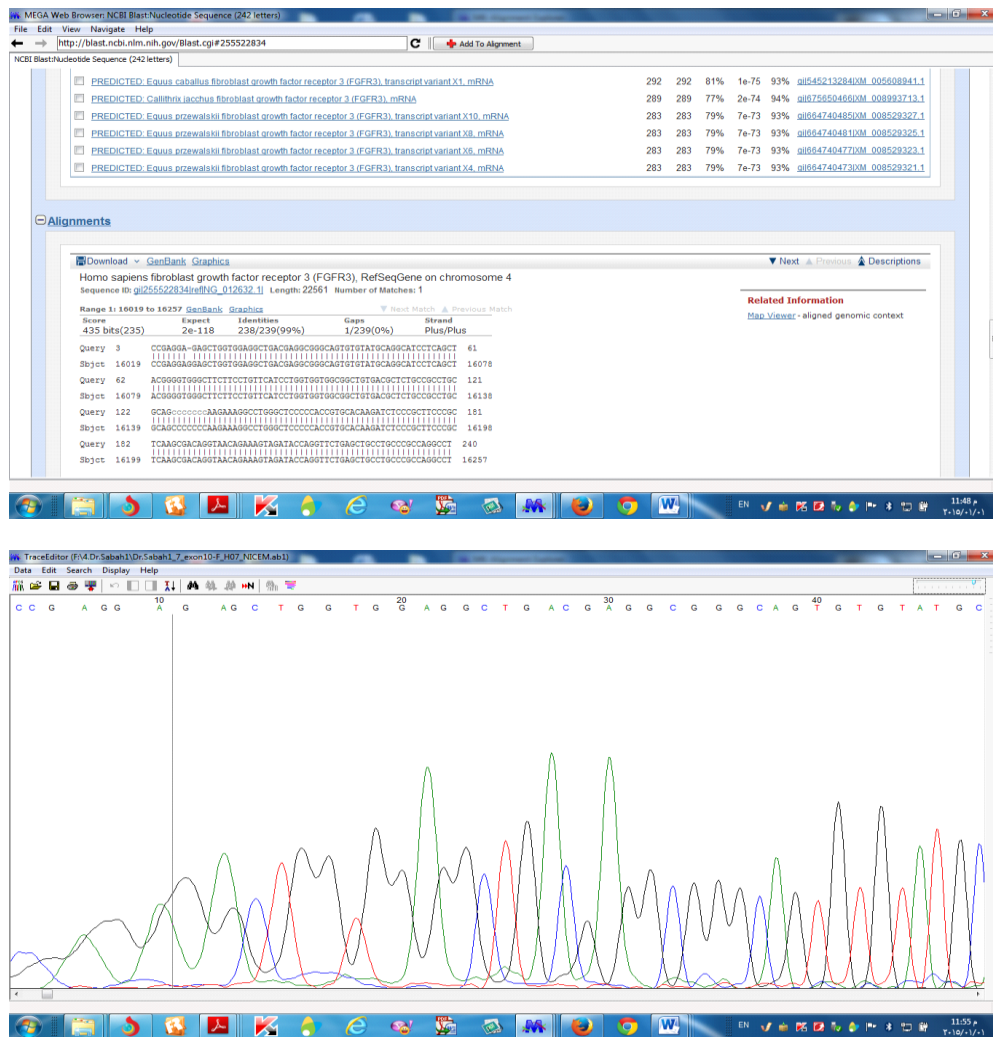 MEGA Web Browser: NCBI Blast:Nucleotide Sequence (242 letters)
File Edit View Navigate Help
http://blast.ncbi.nlm.nih.gov/Blast.cgi#255522834 Add To Alignment
NCBI Blast:Nucleotide Sequence (242 letters)
PREDICTED: Equus caballus fibroblast growth factor receptor 3 (FGFR3), transcript variant X1, mRNA 292 292 81% 1e-75 93% gi|545213284|XM_005608941.1
PREDICTED: Callithrix jacchus fibroblast growth factor receptor 3 (FGFR3), mRNA 289 289 77% 2e-74 94% gi|675650466|XM_008993713.1
PREDICTED: Equus przewalskii fibroblast growth factor receptor 3 (FGFR3), transcript variant X10, mRNA 283 283 79% 7e-73 93% gi|664740485|XM_008529327.1
PREDICTED: Equus przewalskii fibroblast growth factor receptor 3 (FGFR3), transcript variant X8, mRNA 283 283 79% 7e-73 93% gi|664740481|XM_008529325.1
PREDICTED: Equus przewalskii fibroblast growth factor receptor 3 (FGFR3), transcript variant X6, mRNA 283 283 79% 7e-73 93% gi|664740477|XM_008529323.1
PREDICTED: Equus przewalskii fibroblast growth factor receptor 3 (FGFR3), transcript variant X4, mRNA 283 283 79% 7e-73 93% gi|664740473|XM_008529321.1
Alignments
Download GenBank Graphics Next Previous Descriptions
Homo sapiens fibroblast growth factor receptor 3 (FGFR3), RefSeqGene on chromosome 4
Sequence ID: gi|255522834|ref|NG_012632.1| Length: 22561 Number of Matches: 1
Related Information
Map Viewer - aligned genomic context
Range 1: 16019 to 16257 GenBank Graphics Next Match Previous Match
Score Expect Identities Gaps Strand
435 bits(235) 2e-118 238/239(99%) 1/239(0%) Plus/Plus
Query 3 CCGAGGA-GAGCTGGTGGAGGCTGACGAGGCGGGCAGTGTGTATGCAGGCATCCTCAGCT 61
Sbjct 16019 CCGAGGAGGAGCTGGTGGAGGCTGACGAGGCGGGCAGTGTGTATGCAGGCATCCTCAGCT 16078
Query 62 ACGGGGTGGGCTTCTTCCTGTTCATCCTGGTGGTGGCGGCTGTGACGCTCTGCCGCCTGC 121
Sbjct 16079 ACGGGGTGGGCTTCTTCCTGTTCATCCTGGTGGTGGCGGCTGTGACGCTCTGCCGCCTGC 16138
Query 122 GCAGccccccccAAGAAAGGCCTGGGCTCCCCCACCGTGCACAAGATCTCCCGCTTCCCGC 181
Sbjct 16139 GCAGCCCCCCCAAGAAAGGCCTGGGCTCCCCCACCGTGCACAAGATCTCCCGCTTCCCGC 16198
Query 182 TCAAGCGACAGGTAACAGAAAGTAGATACCAGGTTCTGAGCTGCCTGCCCGCCAGGCCT 240
Sbjct 16199 TCAAGCGACAGGTAACAGAAAGTAGATACCAGGTTCTGAGCTGCCTGCCCGCCAGGCCT 16257
EN 11:48 م
٢٠١٥/٠١/٠١
TraceEditor (F:\4.Dr.Sabah1\Dr.Sabah1_7_exon10-F_H07_NICEM.ab1)
Data Edit Search Display Help
10 20 30 40
C C G A G G A G A G C T G G T G G A G G C T G A C G A G G C G G G C A G T G T G T A T G C
EN 11:55 م
٢٠١٥/٠١/٠١